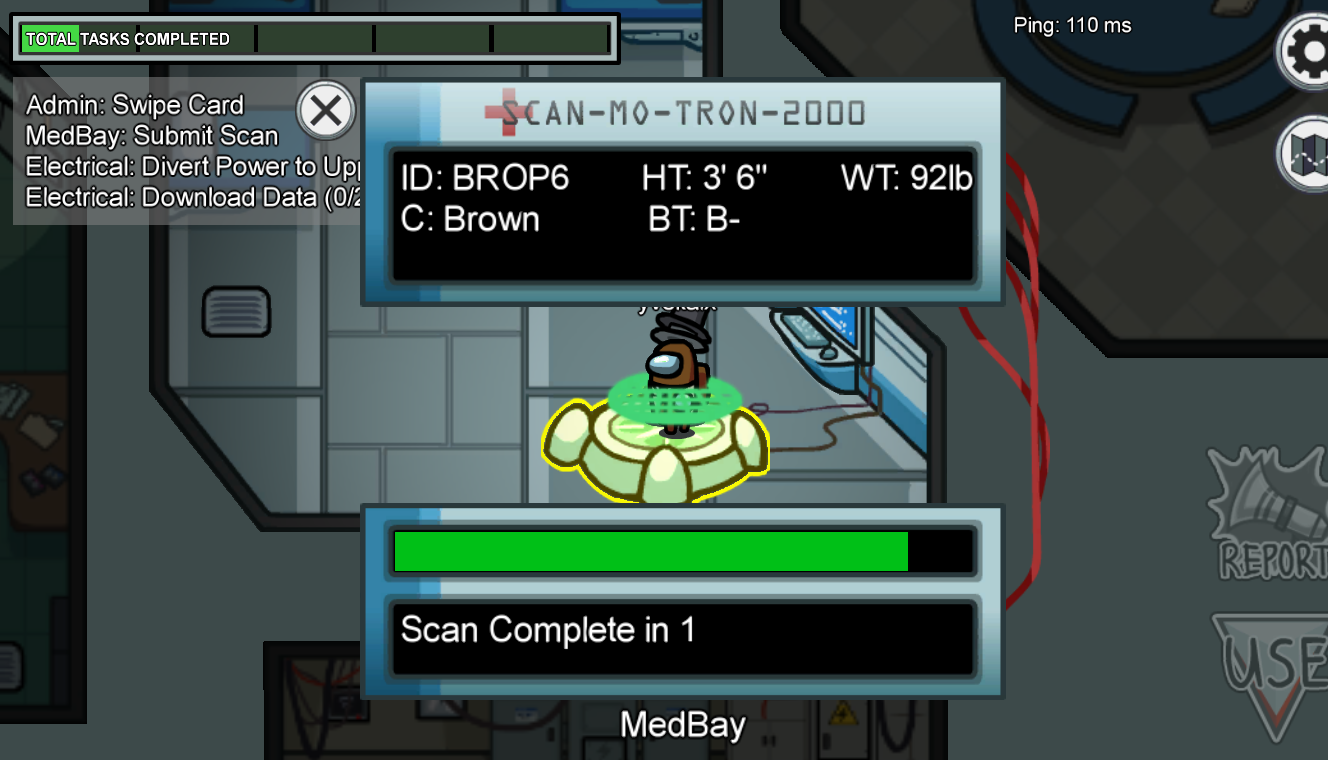 TOTAL TASKS COMPLETED
Ping: 110 ms
Admin: Swipe Card
MedBay: Submit Scan
Electrical: Divert Power to Upp
Electrical: Download Data (0/2
SCAN-MO-TRON-2000
ID: BROP6 HT: 3' 6" WT: 92lb
C: Brown BT: B-
REPORT
Scan Complete in 1
USE
MedBay